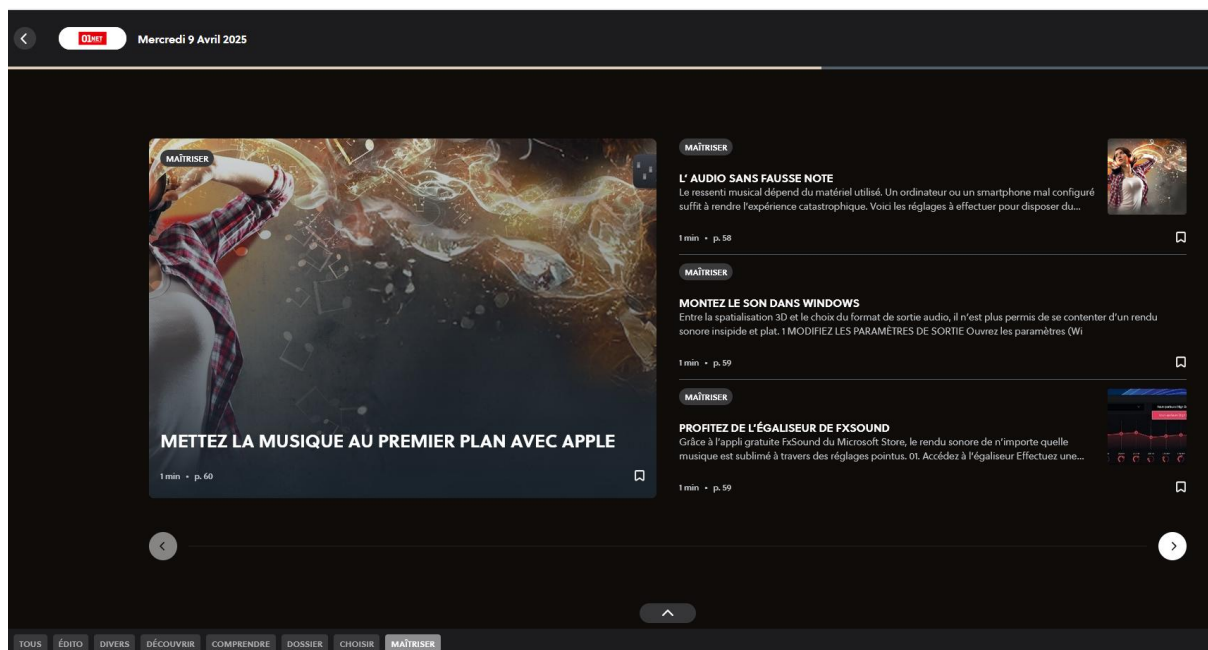 01NET
Mercredi 9 Avril 2025
MAÎTRISER
METTEZ LA MUSIQUE AU PREMIER PLAN AVEC APPLE
1 min • p. 60
MAÎTRISER
L' AUDIO SANS FAUSSE NOTE
Le ressenti musical dépend du matériel utilisé. Un ordinateur ou un smartphone mal configuré
suffit à rendre l'expérience catastrophique. Voici les réglages à effectuer pour disposer du...
1 min • p. 58
MAÎTRISER
MONTEZ LE SON DANS WINDOWS
Entre la spatialisation 3D et le choix du format de sortie audio, il n'est plus permis de se contenter d'un rendu
sonore insipide et plat. 1 MODIFIEZ LES PARAMÈTRES DE SORTIE Ouvrez les paramètres (Wi
1 min • p. 59
MAÎTRISER
PROFITEZ DE L'ÉGALISEUR DE FXSOUND
Grâce à l'appli gratuite FxSound du Microsoft Store, le rendu sonore de n'importe quelle
musique est sublimé à travers des réglages pointus. 01. Accédez à l'égaliseur Effectuez une...
1 min • p. 59
TOUS ÉDITO DIVERS DÉCOUVRIR COMPRENDRE DOSSIER CHOISIR MAÎTRISER